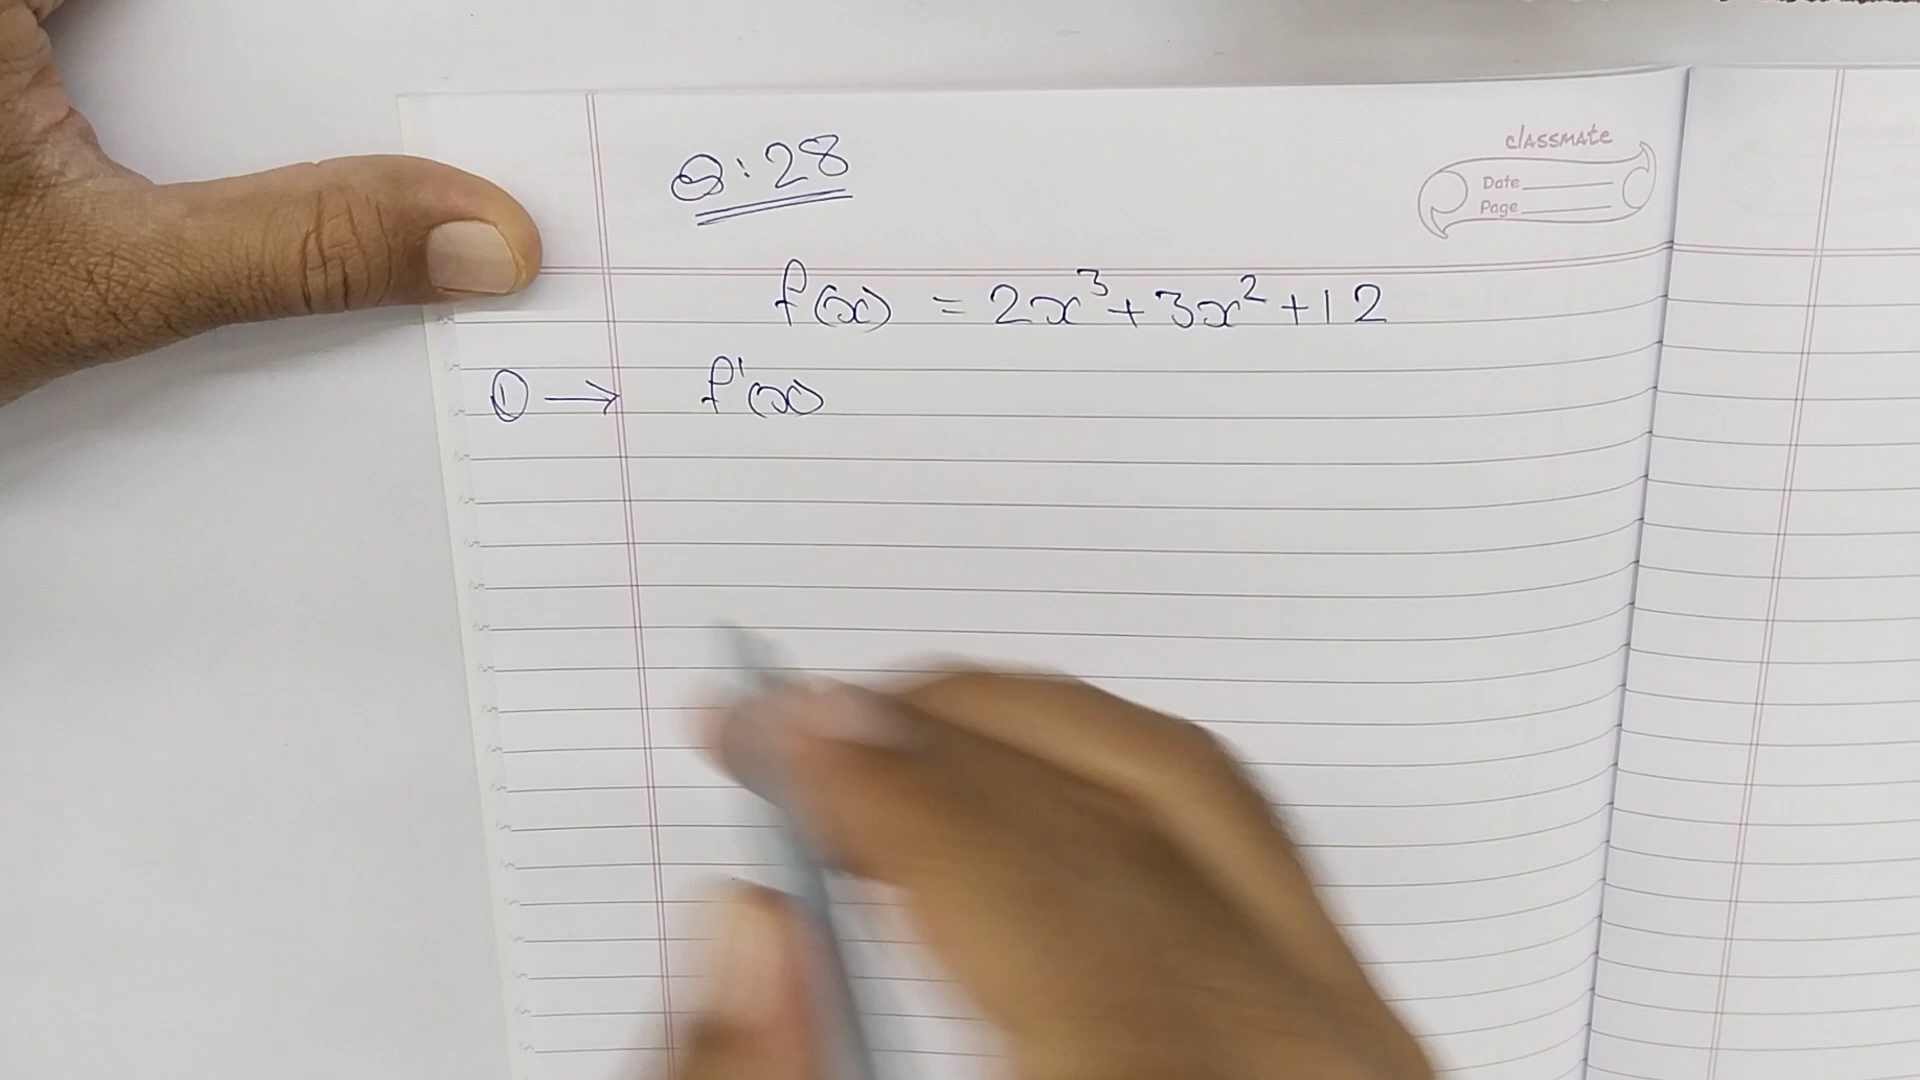 Q:28
classmate
Date
Page
f(x) = 2x³+3x²+12
① → f'(x)